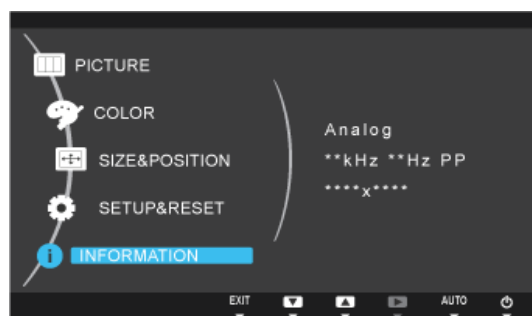 PICTURE
COLOR
SIZE&POSITION
SETUP&RESET
INFORMATION
Analog
**kHz **Hz PP
****x****
EXIT
AUTO